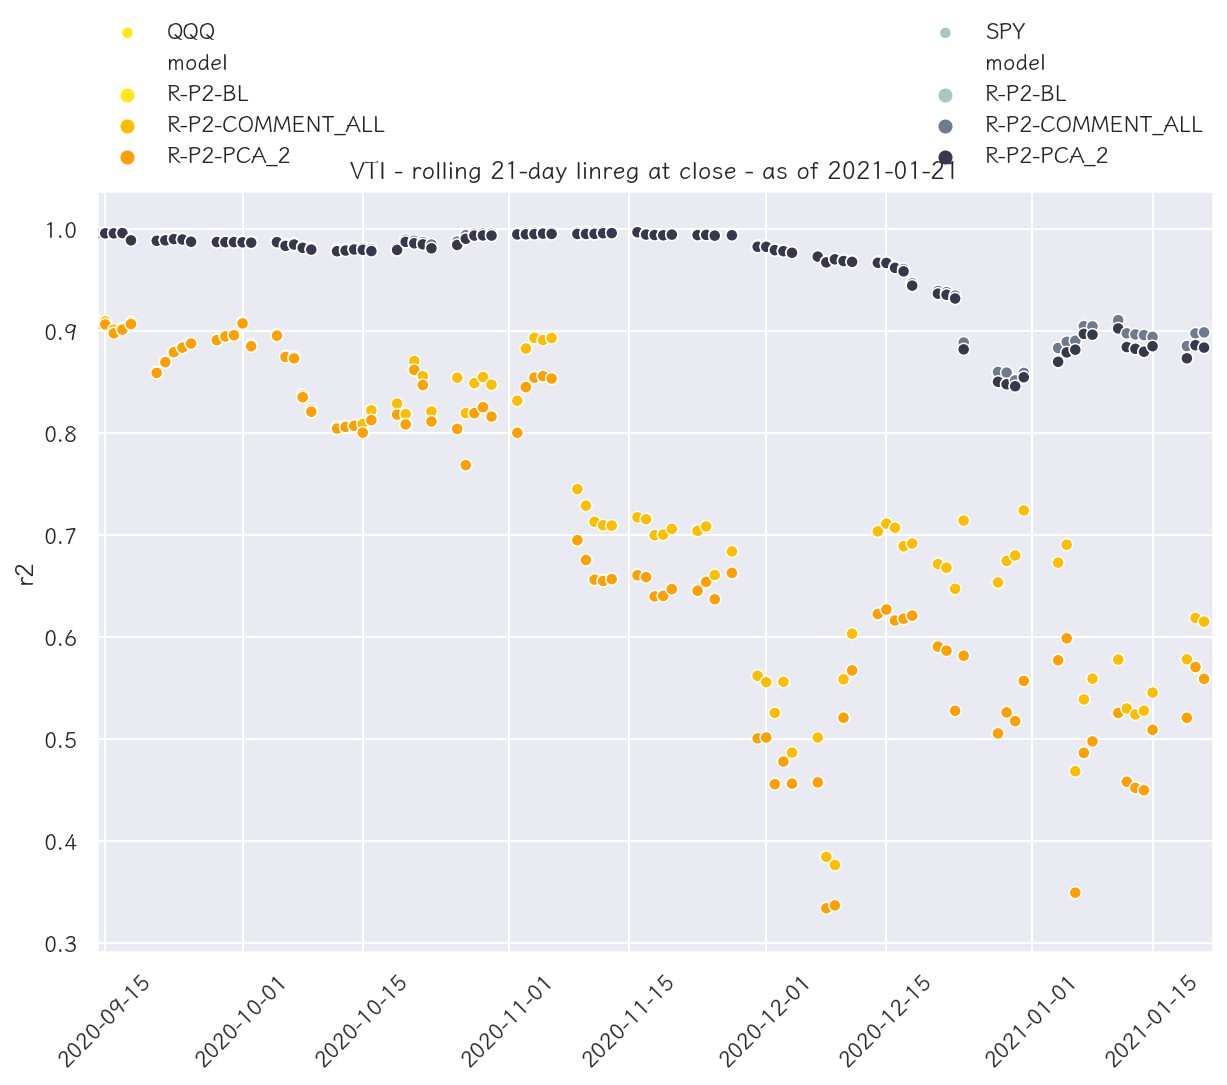 QQQ
model
R-P2-BL
R-P2-COMMENT_ALL
R-P2-PCA_2
SPY
model
R-P2-BL
R-P2-COMMENT_ALL
R-P2-PCA_2
VTI - rolling 21-day linreg at close - as of 2021-01-21
r2
1.0
0.9
0.8
0.7
0.6
0.5
0.4
0.3
2020-09-15
2020-10-01
2020-10-15
2020-11-01
2020-11-15
2020-12-01
2020-12-15
2021-01-01
2021-01-15